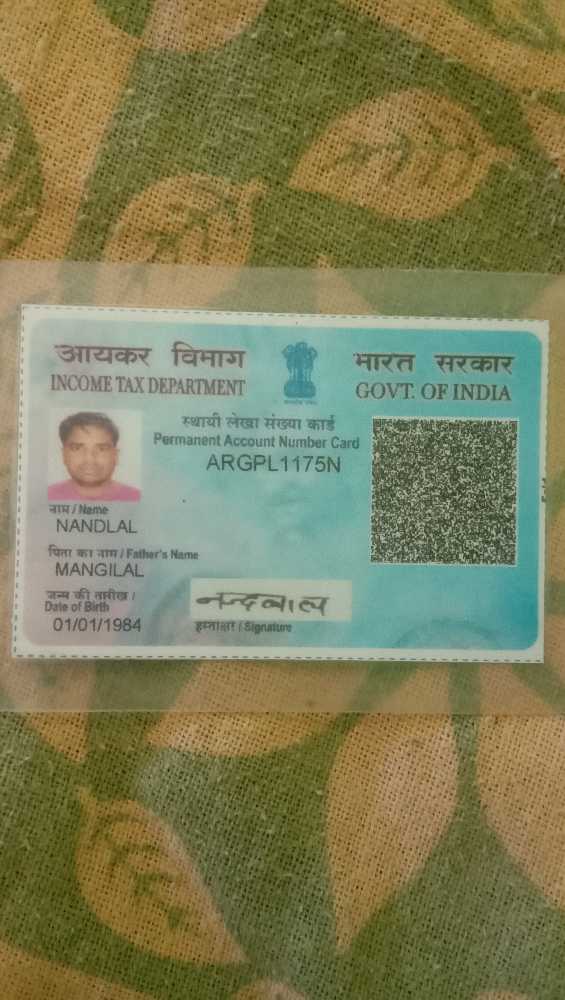 आयकर विभाग
INCOME TAX DEPARTMENT
भारत सरकार
GOVT. OF INDIA
स्थायी लेखा संख्या कार्ड
Permanent Account Number Card
ARGPL1175N
नाम / Name
NANDLAL
पिता का नाम / Father's Name
MANGILAL
जन्म की तारीख /
Date of Birth
01/01/1984
नन्दलाल
हस्ताक्षर / Signature